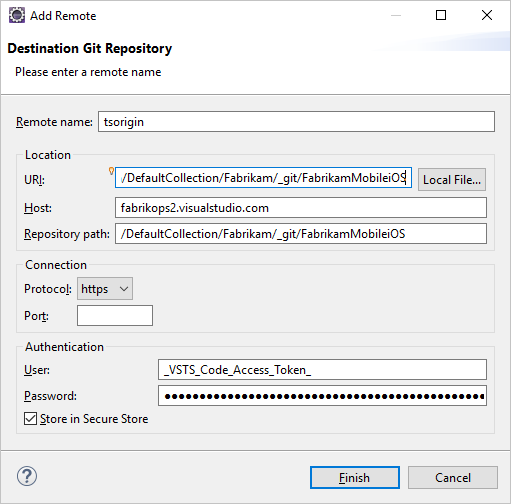 Add Remote
Destination Git Repository
Please enter a remote name
Remote name: tsorigin
Location
URI: /DefaultCollection/Fabrikam/_git/FabrikamMobileiOS Local File...
Host: fabrikops2.visualstudio.com
Repository path: /DefaultCollection/Fabrikam/_git/FabrikamMobileiOS
Connection
Protocol: https
Port:
Authentication
User: _VSTS_Code_Access_Token_
Password: ●●●●●●●●●●●●●●●●●●●●●●●●●●●●●●●●●●●●●●●●●●●●●●●●●●●●
Store in Secure Store
Finish Cancel